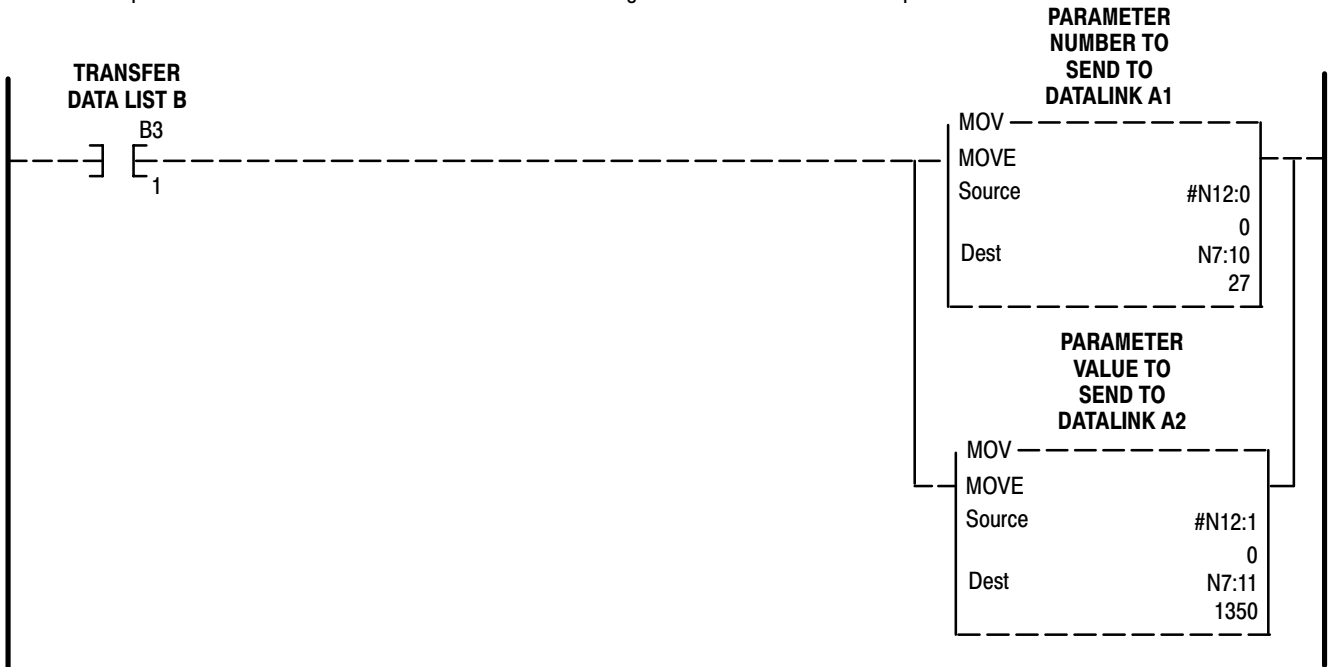 PARAMETER
NUMBER TO
SEND TO
DATALINK A1
TRANSFER
DATA LIST B
B3
1
MOV
MOVE
Source #N12:0
0
Dest N7:10
27
PARAMETER
VALUE TO
SEND TO
DATALINK A2
MOV
MOVE
Source #N12:1
0
Dest N7:11
1350